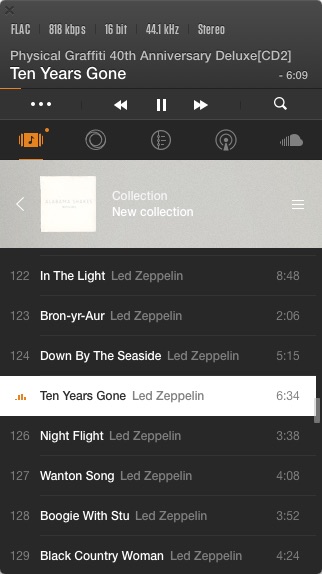 FLAC 818 kbps 16 bit 44.1 kHz Stereo
Physical Graffiti 40th Anniversary Deluxe[CD2]
Ten Years Gone - 6:09
Collection
New collection
122 In The Light Led Zeppelin 8:48
123 Bron-yr-Aur Led Zeppelin 2:06
124 Down By The Seaside Led Zeppelin 5:15
Ten Years Gone Led Zeppelin 6:34
126 Night Flight Led Zeppelin 3:38
127 Wanton Song Led Zeppelin 4:08
128 Boogie With Stu Led Zeppelin 3:52
129 Black Country Woman Led Zeppelin 4:24